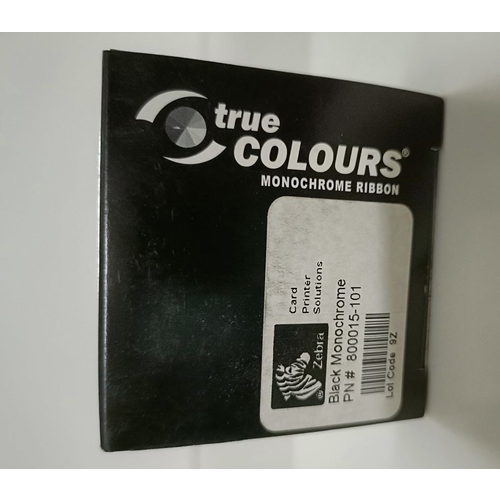 true
COLOURS®
MONOCHROME RIBBON
Card
Printer
Solutions
Zebra
®
Black Monochrome
PN # 800015-101
Lot Code 9Z